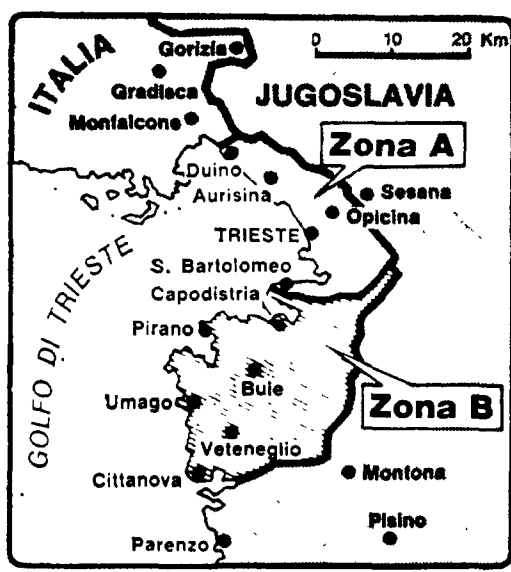 Gorizia
0 10 20 Km
ITALIA
Gradisca
JUGOSLAVIA
Monfalcone
Zona A
Duino
Aurisina
Sesana
Opicina
TRIESTE
S. Bartolomeo
Capodistria
GOLFO DI TRIESTE
Pirano
Buie
Umago
Zona B
Veteneglio
Cittanova
Montona
Pisino
Parenzo